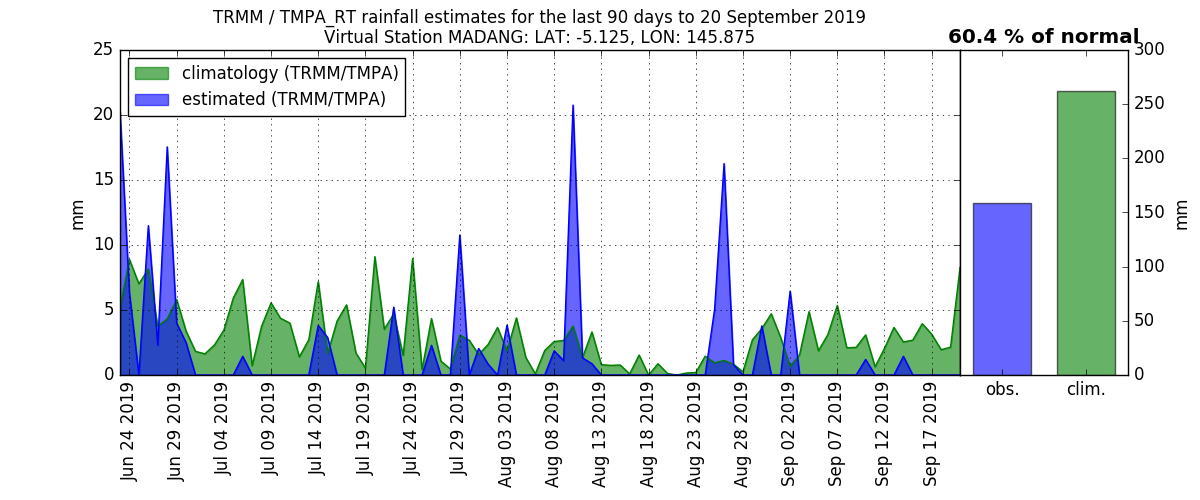 TRMM / TMPA_RT rainfall estimates for the last 90 days to 20 September 2019
Virtual Station MADANG: LAT: -5.125, LON: 145.875
60.4 % of normal
climatology (TRMM/TMPA)
estimated (TRMM/TMPA)
25
20
15
10
5
0
mm
Jun 24 2019
Jun 29 2019
Jul 04 2019
Jul 09 2019
Jul 14 2019
Jul 19 2019
Jul 24 2019
Jul 29 2019
Aug 03 2019
Aug 08 2019
Aug 13 2019
Aug 18 2019
Aug 23 2019
Aug 28 2019
Sep 02 2019
Sep 07 2019
Sep 12 2019
Sep 17 2019
obs.
clim.
300
250
200
150
100
50
0
mm